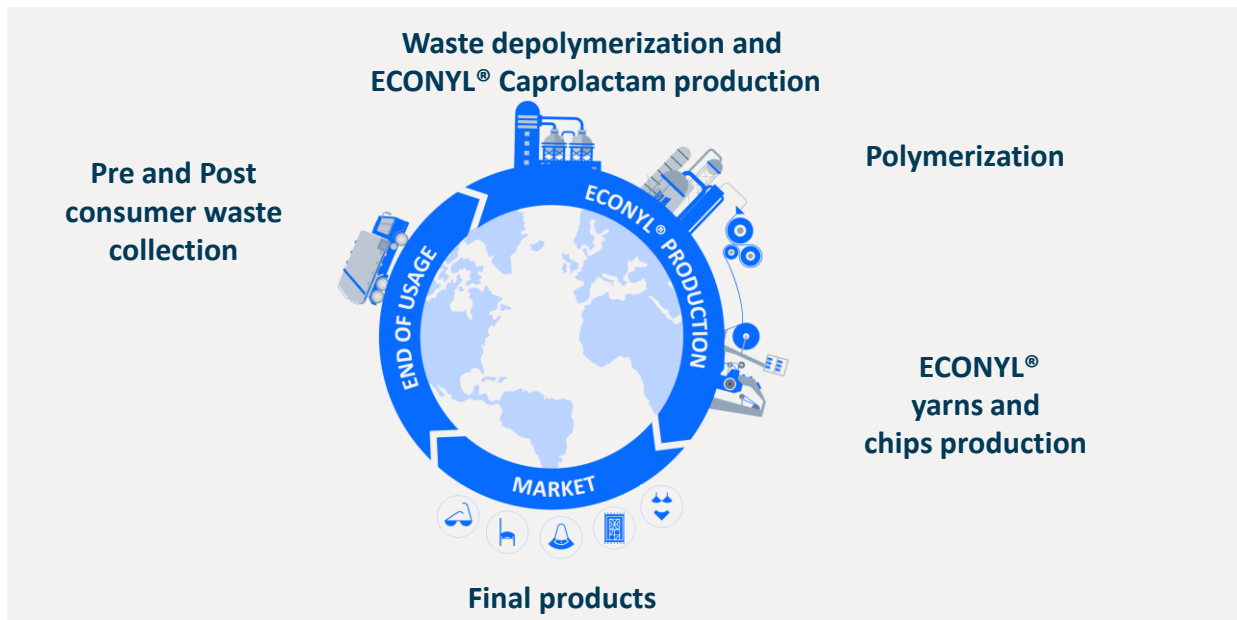 Waste depolymerization and
ECONYL® Caprolactam production
Polymerization
Pre and Post
consumer waste
collection
ECONYL® PRODUCTION
END OF USAGE
ECONYL®
yarns and
chips production
MARKET
Final products